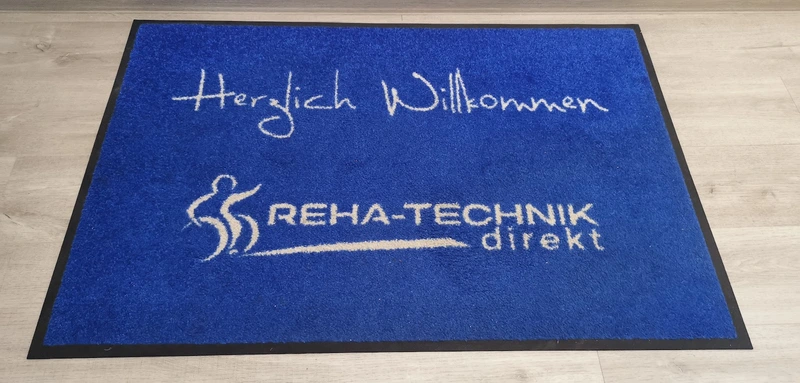 Herzlich Willkommen
REHA-TECHNIK
direkt